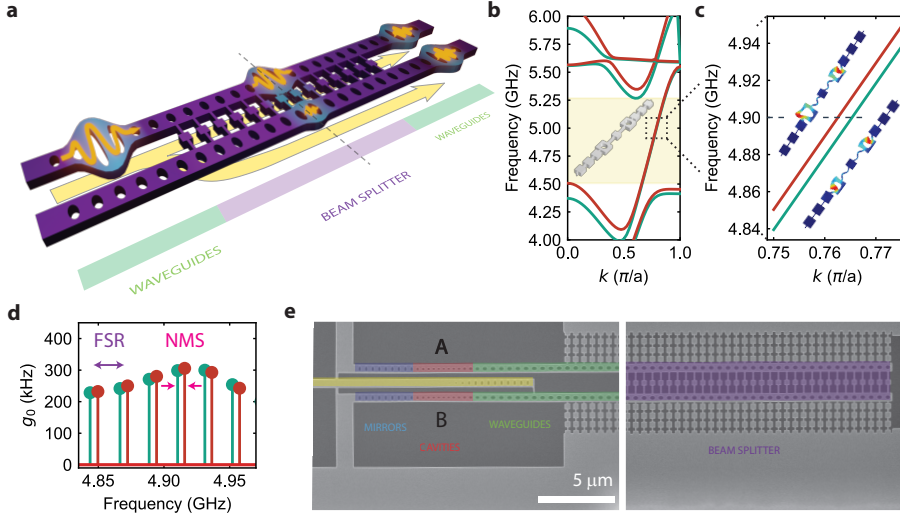 a
WAVEGUIDES
BEAM SPLITTER
WAVEGUIDES
b
Frequency (GHz)
6.00
5.75
5.50
5.25
5.00
4.75
4.50
4.25
4.00
0.0
0.5
1.0
k (π/a)
c
Frequency (GHz)
4.94
4.92
4.90
4.88
4.86
4.84
0.75
0.76
0.77
k (π/a)
d
FSR
NMS
g₀ (kHz)
400
300
200
100
0
4.85
4.90
4.95
Frequency (GHz)
e
A
B
MIRRORS
CAVITIES
WAVEGUIDES
5 μm
BEAM SPLITTER